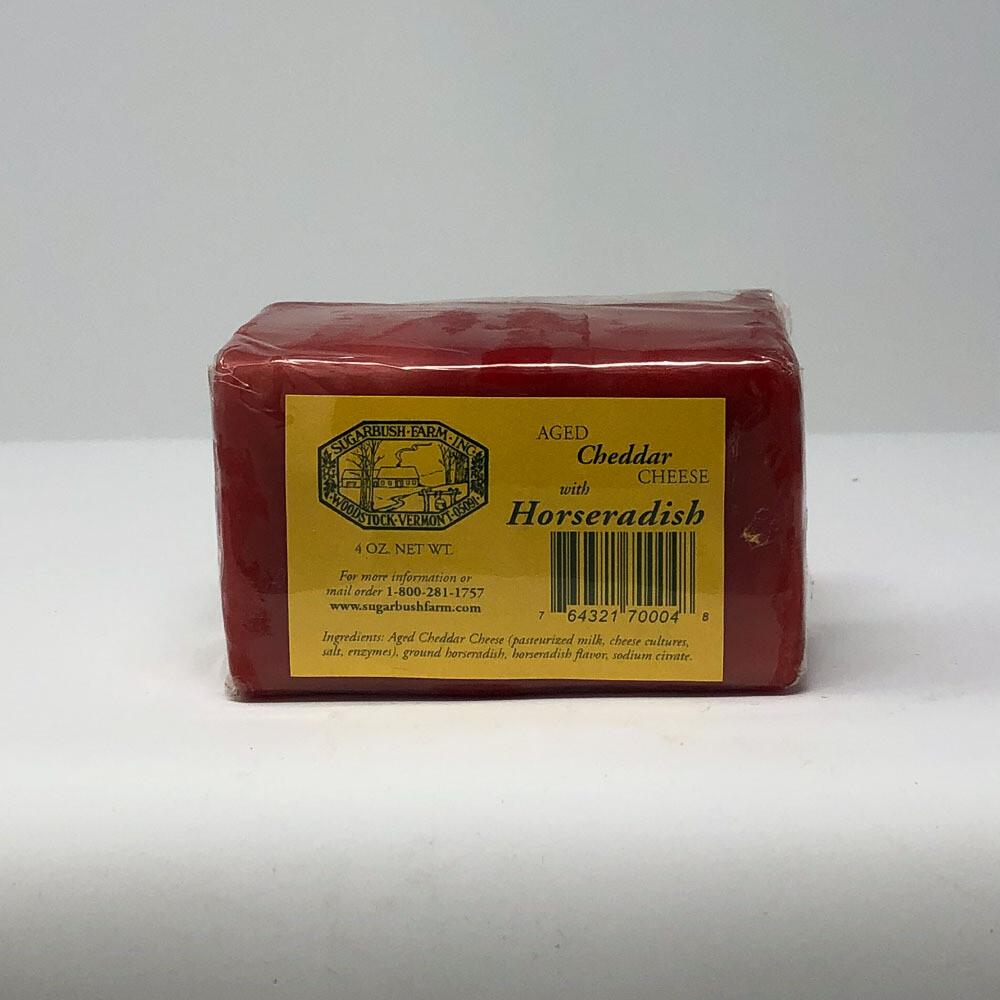 SUGARBUSH·FARM·INC.
WOODSTOCK·VERMONT·05091
4 OZ. NET WT.
For more information or
mail order 1-800-281-1757
www.sugarbushfarm.com
AGED
Cheddar
CHEESE
with
Horseradish
7 64321 70004 8
Ingredients: Aged Cheddar Cheese (pasteurized milk, cheese cultures,
salt, enzymes), ground horseradish, horseradish flavor, sodium citrate.